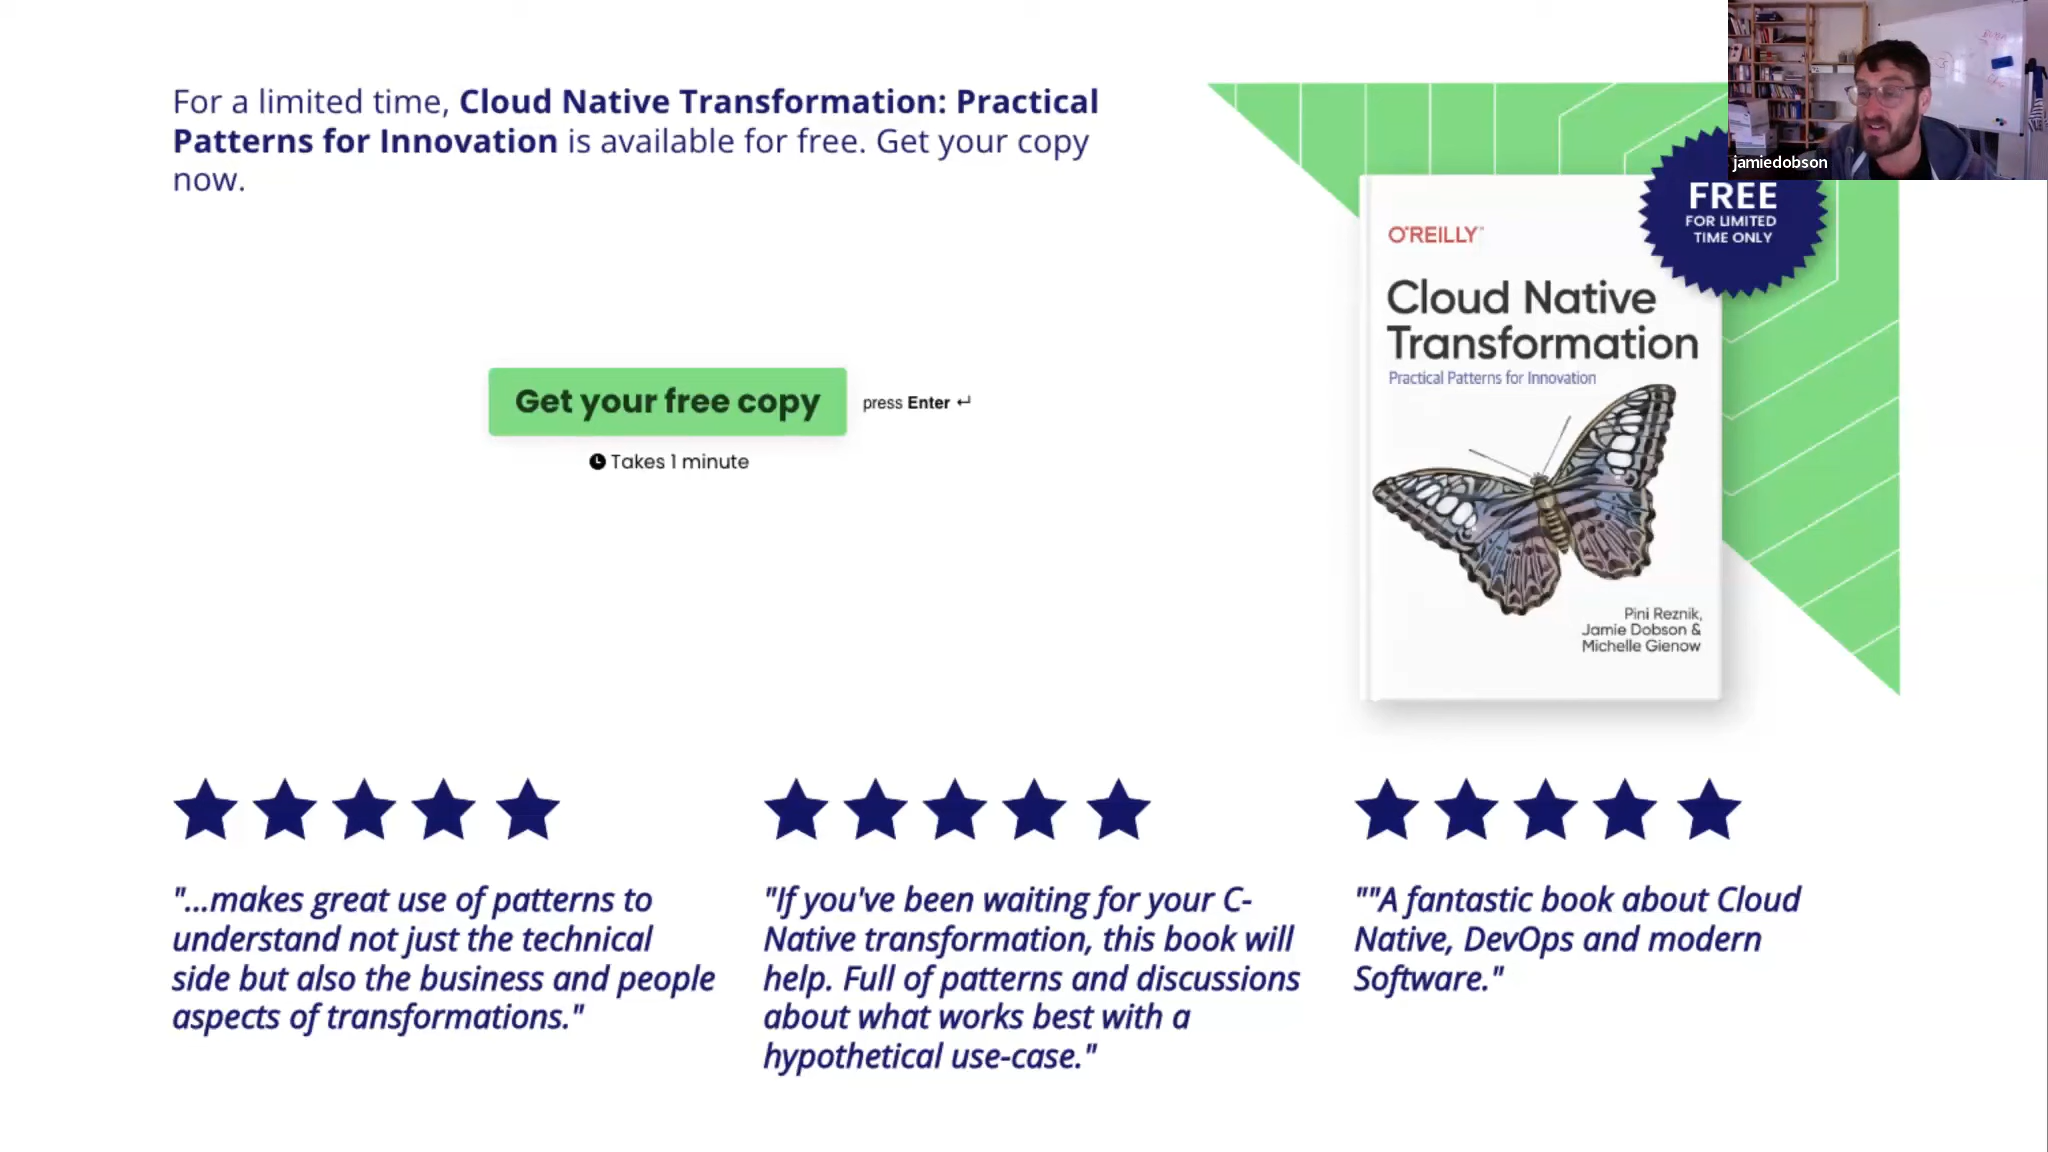 For a limited time, Cloud Native Transformation: Practical
Patterns for Innovation is available for free. Get your copy
now.
Get your free copy
press Enter ↵
Takes 1 minute
jamiedobson
FREE
FOR LIMITED
TIME ONLY
O'REILLY™
Cloud Native
Transformation
Practical Patterns for Innovation
Pini Reznik,
Jamie Dobson &
Michelle Gienow
"...makes great use of patterns to
understand not just the technical
side but also the business and people
aspects of transformations."
"If you've been waiting for your C-
Native transformation, this book will
help. Full of patterns and discussions
about what works best with a
hypothetical use-case."
""A fantastic book about Cloud
Native, DevOps and modern
Software."